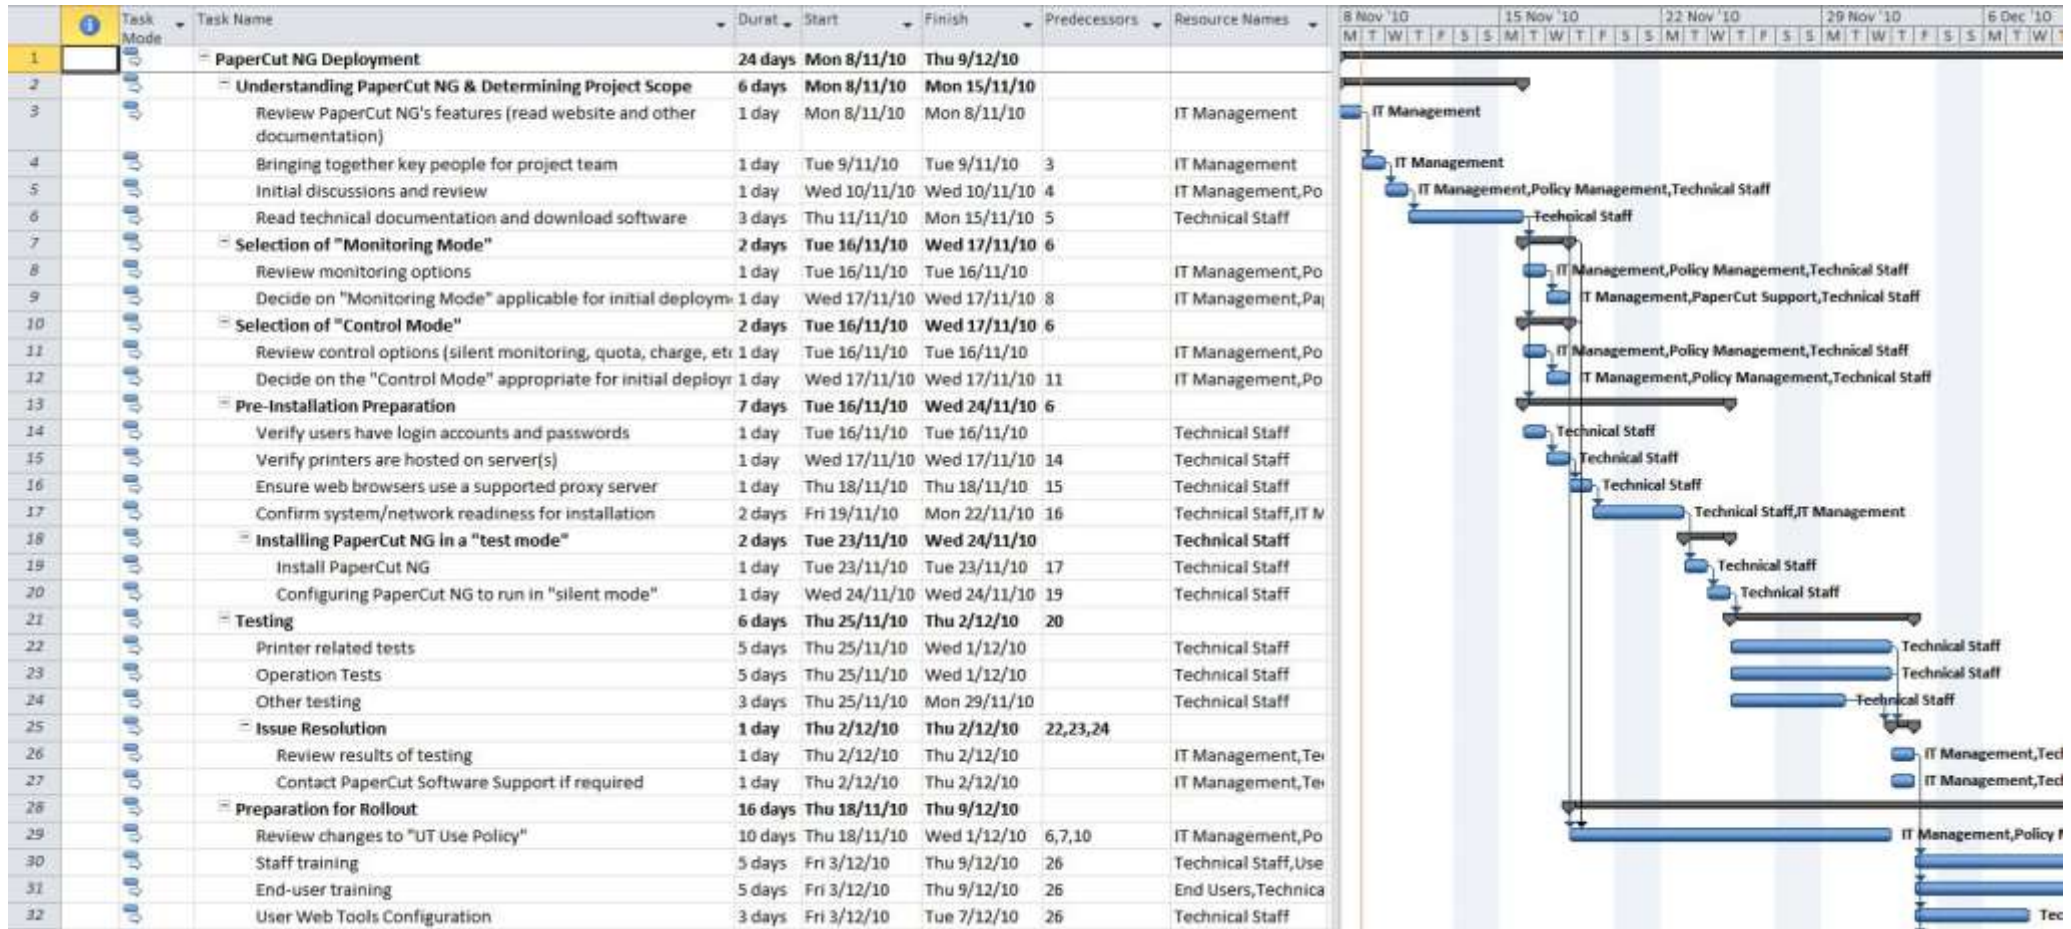 Task Mode Task Name Durat Start Finish Predecessors Resource Names 8 Nov '10 15 Nov '10 22 Nov '10 29 Nov '10 6 Dec '10
M T W T F S S M T W T F S S M T W T F S S M T W T F S S M T W
1 PaperCut NG Deployment 24 days Mon 8/11/10 Thu 9/12/10
2 Understanding PaperCut NG & Determining Project Scope 6 days Mon 8/11/10 Mon 15/11/10
3 Review PaperCut NG's features (read website and other 1 day Mon 8/11/10 Mon 8/11/10 IT Management IT Management
documentation)
4 Bringing together key people for project team 1 day Tue 9/11/10 Tue 9/11/10 3 IT Management IT Management
5 Initial discussions and review 1 day Wed 10/11/10 Wed 10/11/10 4 IT Management,Po IT Management,Policy Management,Technical Staff
6 Read technical documentation and download software 3 days Thu 11/11/10 Mon 15/11/10 5 Technical Staff Technical Staff
7 Selection of "Monitoring Mode" 2 days Tue 16/11/10 Wed 17/11/10 6
8 Review monitoring options 1 day Tue 16/11/10 Tue 16/11/10 IT Management,Po IT Management,Policy Management,Technical Staff
9 Decide on "Monitoring Mode" applicable for initial deploym 1 day Wed 17/11/10 Wed 17/11/10 8 IT Management,Pa IT Management,PaperCut Support,Technical Staff
10 Selection of "Control Mode" 2 days Tue 16/11/10 Wed 17/11/10 6
11 Review control options (silent monitoring, quota, charge, etc 1 day Tue 16/11/10 Tue 16/11/10 IT Management,Po IT Management,Policy Management,Technical Staff
12 Decide on the "Control Mode" appropriate for initial deploy 1 day Wed 17/11/10 Wed 17/11/10 11 IT Management,Po IT Management,Policy Management,Technical Staff
13 Pre-Installation Preparation 7 days Tue 16/11/10 Wed 24/11/10 6
14 Verify users have login accounts and passwords 1 day Tue 16/11/10 Tue 16/11/10 Technical Staff Technical Staff
15 Verify printers are hosted on server(s) 1 day Wed 17/11/10 Wed 17/11/10 14 Technical Staff Technical Staff
16 Ensure web browsers use a supported proxy server 1 day Thu 18/11/10 Thu 18/11/10 15 Technical Staff Technical Staff
17 Confirm system/network readiness for installation 2 days Fri 19/11/10 Mon 22/11/10 16 Technical Staff,IT M Technical Staff,IT Management
18 Installing PaperCut NG in a "test mode" 2 days Tue 23/11/10 Wed 24/11/10 Technical Staff
19 Install PaperCut NG 1 day Tue 23/11/10 Tue 23/11/10 17 Technical Staff Technical Staff
20 Configuring PaperCut NG to run in "silent mode" 1 day Wed 24/11/10 Wed 24/11/10 19 Technical Staff Technical Staff
21 Testing 6 days Thu 25/11/10 Thu 2/12/10 20
22 Printer related tests 5 days Thu 25/11/10 Wed 1/12/10 Technical Staff Technical Staff
23 Operation Tests 5 days Thu 25/11/10 Wed 1/12/10 Technical Staff Technical Staff
24 Other testing 3 days Thu 25/11/10 Mon 29/11/10 Technical Staff Technical Staff
25 Issue Resolution 1 day Thu 2/12/10 Thu 2/12/10 22,23,24
26 Review results of testing 1 day Thu 2/12/10 Thu 2/12/10 IT Management,Te IT Management,Tec
27 Contact PaperCut Software Support if required 1 day Thu 2/12/10 Thu 2/12/10 IT Management,Te IT Management,Tec
28 Preparation for Rollout 16 days Thu 18/11/10 Thu 9/12/10
29 Review changes to "UT Use Policy" 10 days Thu 18/11/10 Wed 1/12/10 6,7,10 IT Management,Po IT Management,Policy M
30 Staff training 5 days Fri 3/12/10 Thu 9/12/10 26 Technical Staff,Use
31 End-user training 5 days Fri 3/12/10 Thu 9/12/10 26 End Users,Technica
32 User Web Tools Configuration 3 days Fri 3/12/10 Tue 7/12/10 26 Technical Staff Tec